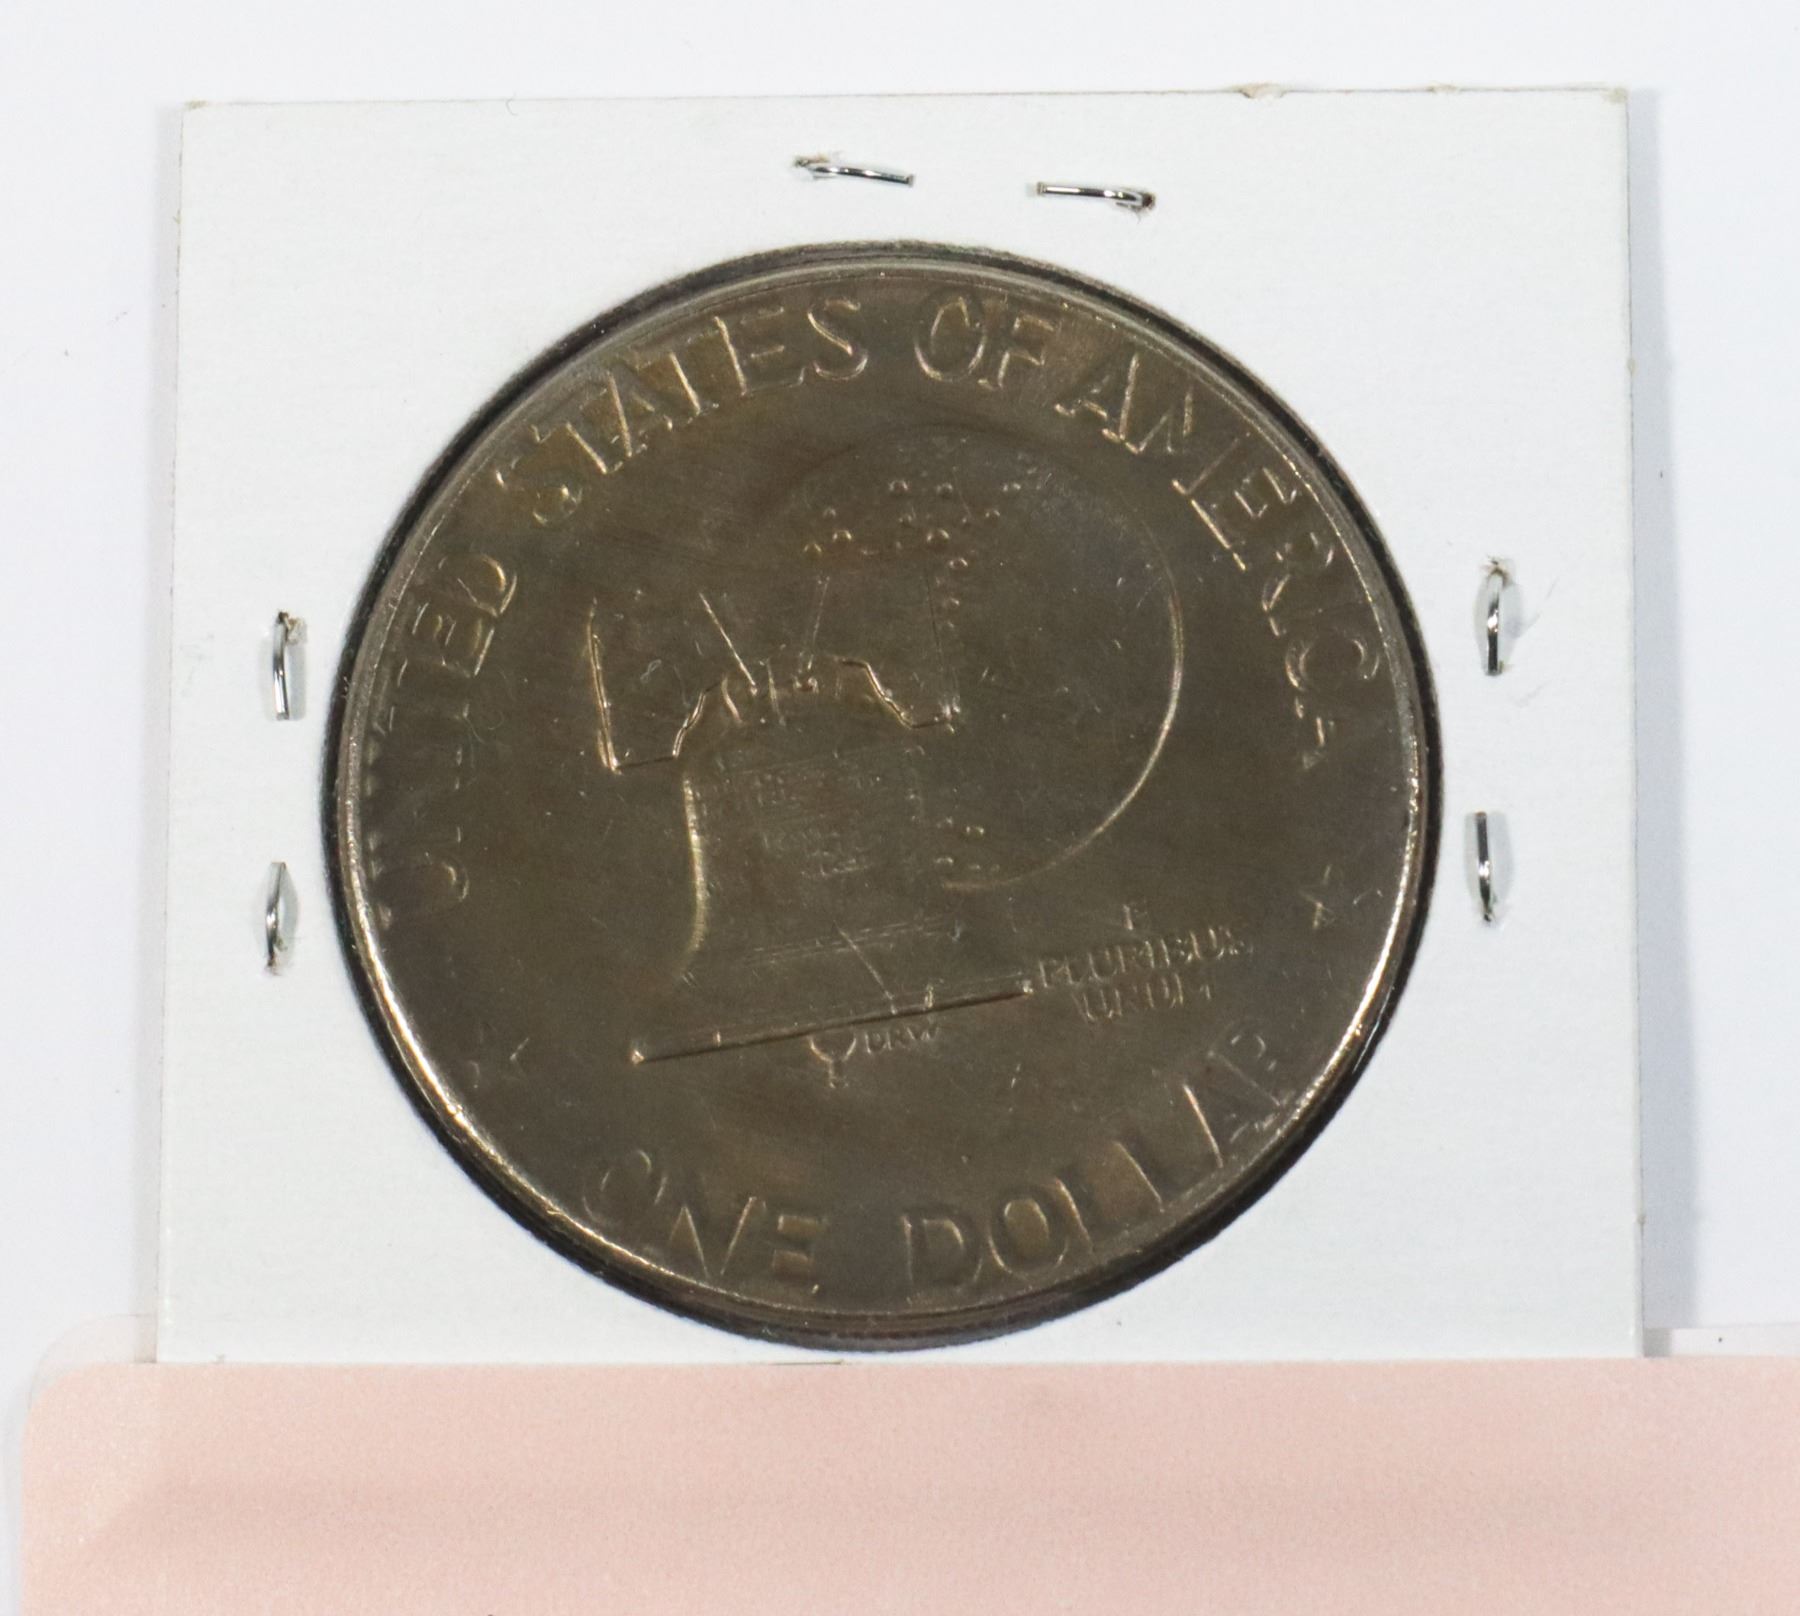 UNITED STATES OF AMERICA
E
PLURIBUS
UNUM
DRW
ONE DOLLAR